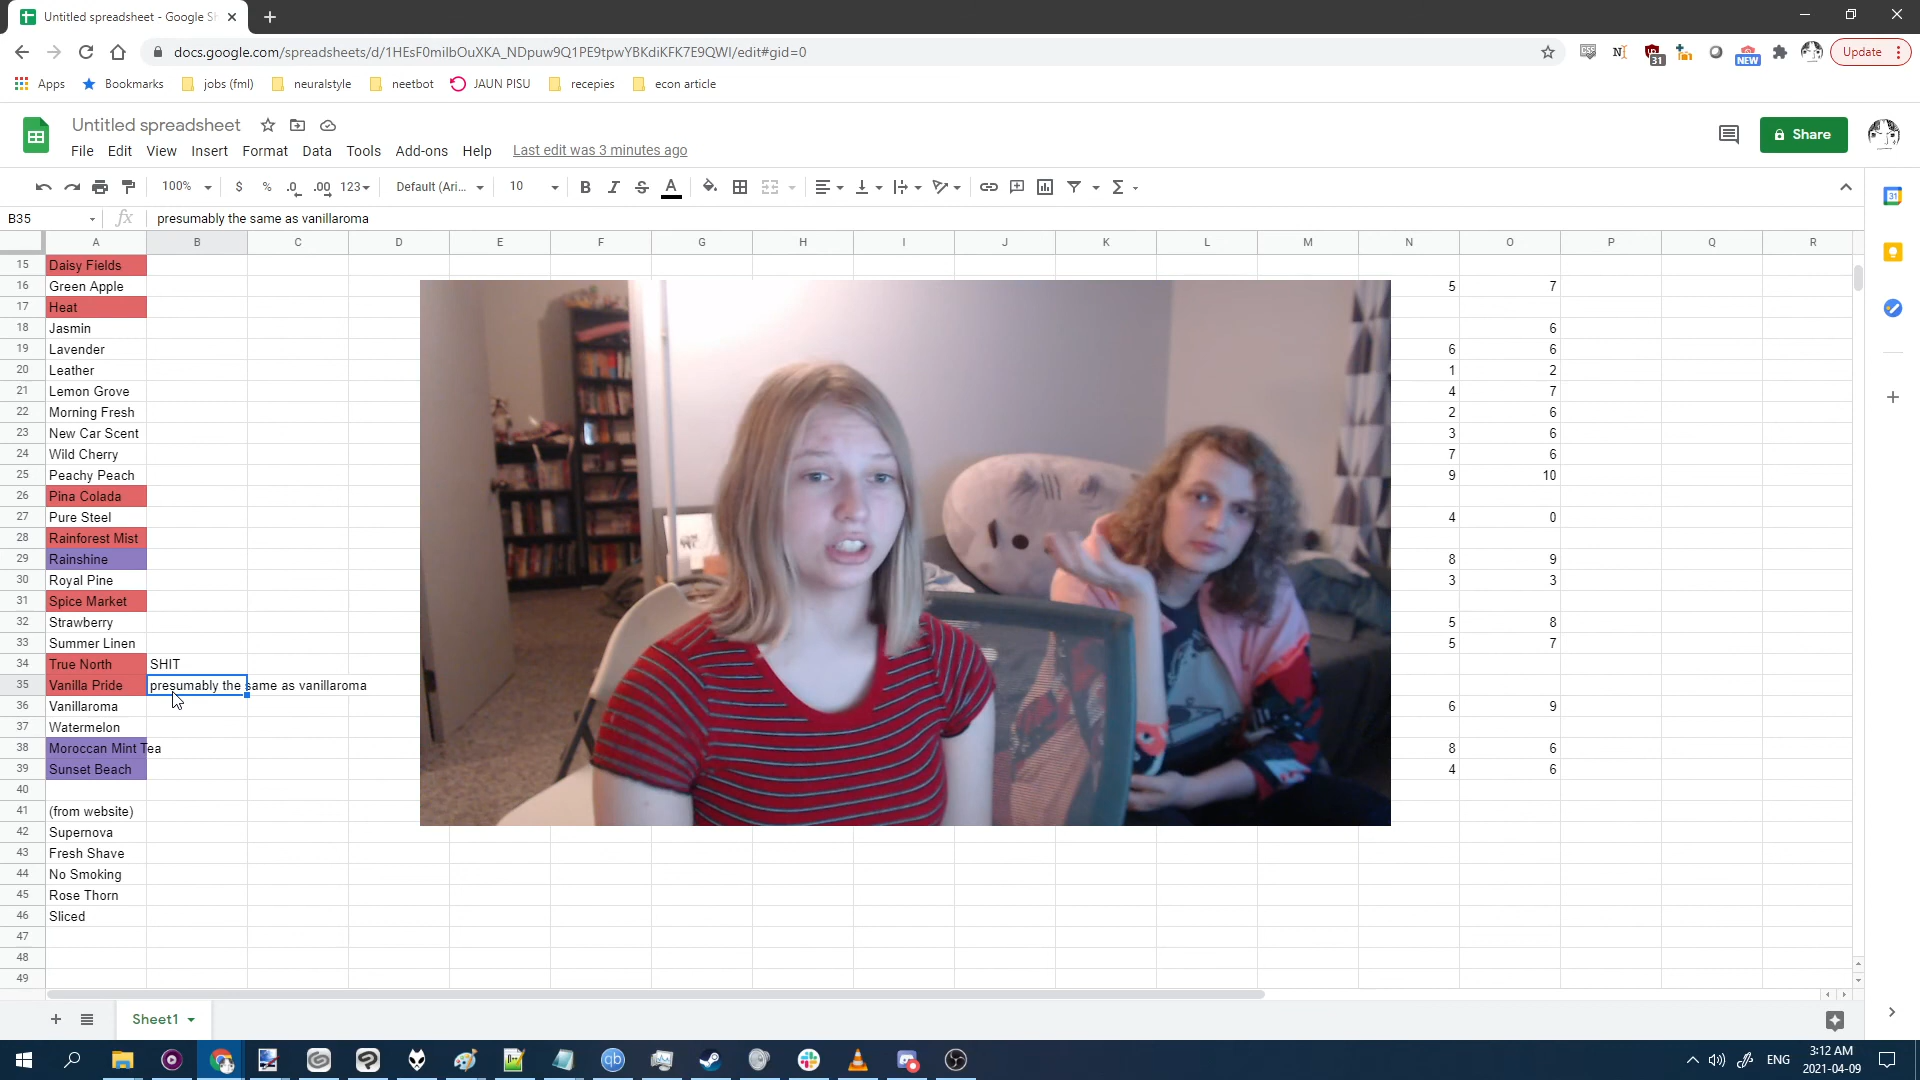 Untitled spreadsheet - Google Sh
docs.google.com/spreadsheets/d/1HEsF0milbOuXKA_NDpuw9Q1PE9tpwYBKdiKFK7E9QWI/edit#gid=0
31
NEW
Update
Apps Bookmarks jobs (fml) neuralstyle neetbot JAUN PISU recepies econ article
Untitled spreadsheet
File Edit View Insert Format Data Tools Add-ons Help Last edit was 3 minutes ago
Share
100% $ % .0 .00 123 Default (Ari... 10 B I S A
B35 fx presumably the same as vanillaroma
A B C D E F G H I J K L M N O P Q R
15 Daisy Fields
16 Green Apple 5 7
17 Heat
18 Jasmin 6
19 Lavender 6 6
20 Leather 1 2
21 Lemon Grove 4 7
22 Morning Fresh 2 6
23 New Car Scent 3 6
24 Wild Cherry 7 6
25 Peachy Peach 9 10
26 Pina Colada
27 Pure Steel 4 0
28 Rainforest Mist
29 Rainshine 8 9
30 Royal Pine 3 3
31 Spice Market
32 Strawberry 5 8
33 Summer Linen 5 7
34 True North SHIT
35 Vanilla Pride presumably the same as vanillaroma
36 Vanillaroma 6 9
37 Watermelon
38 Moroccan Mint Tea 8 6
39 Sunset Beach 4 6
40
41 (from website)
42 Supernova
43 Fresh Shave
44 No Smoking
45 Rose Thorn
46 Sliced
47
48
49
Sheet1
ENG
3:12 AM
2021-04-09